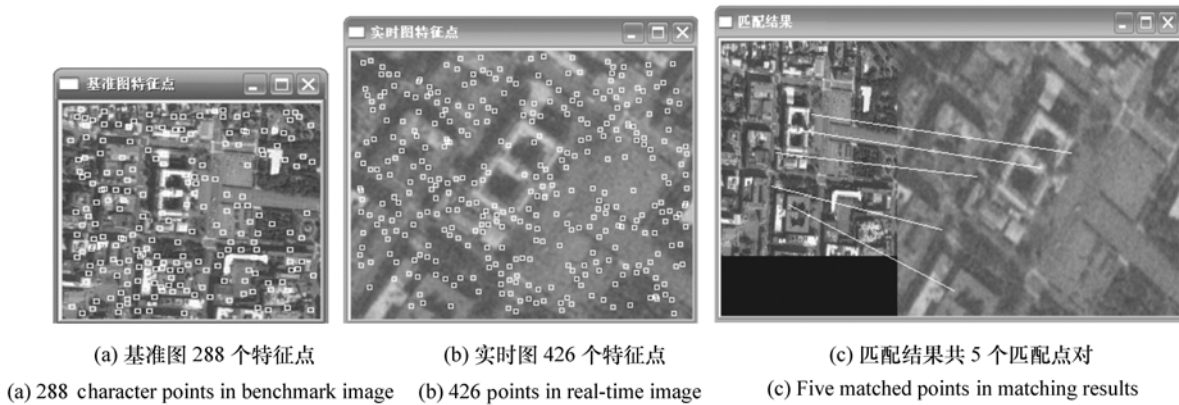 基准图特征点
实时图特征点
匹配结果
(a) 基准图 288 个特征点
(b) 实时图 426 个特征点
(c) 匹配结果共 5 个匹配点对
(a) 288 character points in benchmark image
(b) 426 points in real-time image
(c) Five matched points in matching results